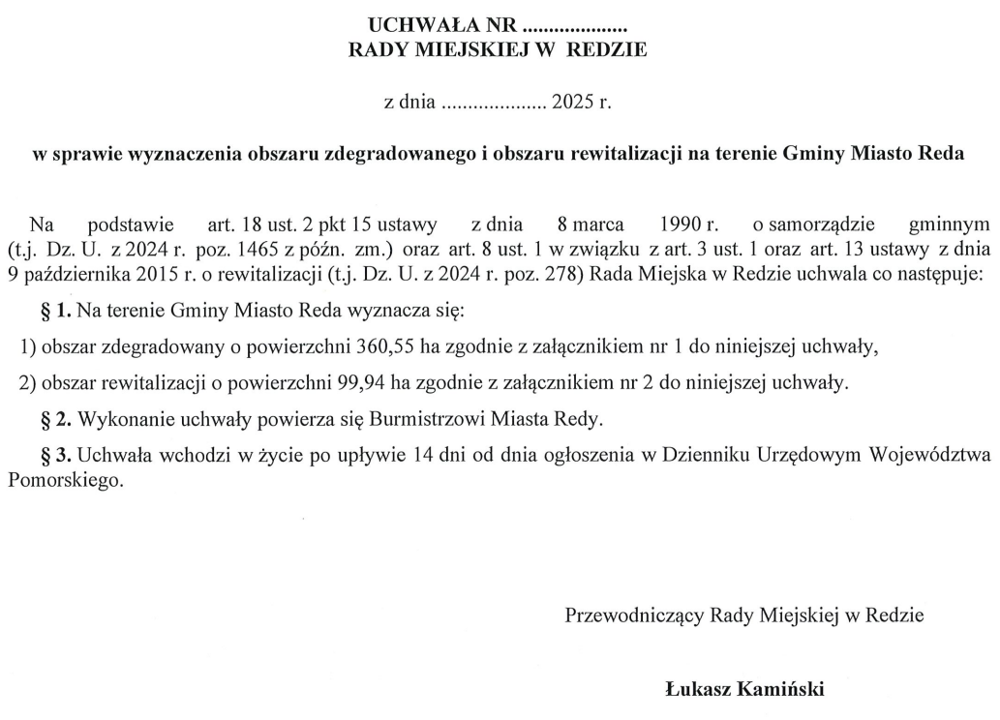 UCHWAŁA NR ....................
RADY MIEJSKIEJ W REDZIE
z dnia .................... 2025 r.
w sprawie wyznaczenia obszaru zdegradowanego i obszaru rewitalizacji na terenie Gminy Miasto Reda
Na podstawie art. 18 ust. 2 pkt 15 ustawy z dnia 8 marca 1990 r. o samorządzie gminnym
(t.j. Dz. U. z 2024 r. poz. 1465 z późn. zm.) oraz art. 8 ust. 1 w związku z art. 3 ust. 1 oraz art. 13 ustawy z dnia
9 października 2015 r. o rewitalizacji (t.j. Dz. U. z 2024 r. poz. 278) Rada Miejska w Redzie uchwala co następuje:
§ 1. Na terenie Gminy Miasto Reda wyznacza się:
1) obszar zdegradowany o powierzchni 360,55 ha zgodnie z załącznikiem nr 1 do niniejszej uchwały,
2) obszar rewitalizacji o powierzchni 99,94 ha zgodnie z załącznikiem nr 2 do niniejszej uchwały.
§ 2. Wykonanie uchwały powierza się Burmistrzowi Miasta Redy.
§ 3. Uchwała wchodzi w życie po upływie 14 dni od dnia ogłoszenia w Dzienniku Urzędowym Województwa
Pomorskiego.
Przewodniczący Rady Miejskiej w Redzie
Łukasz Kamiński